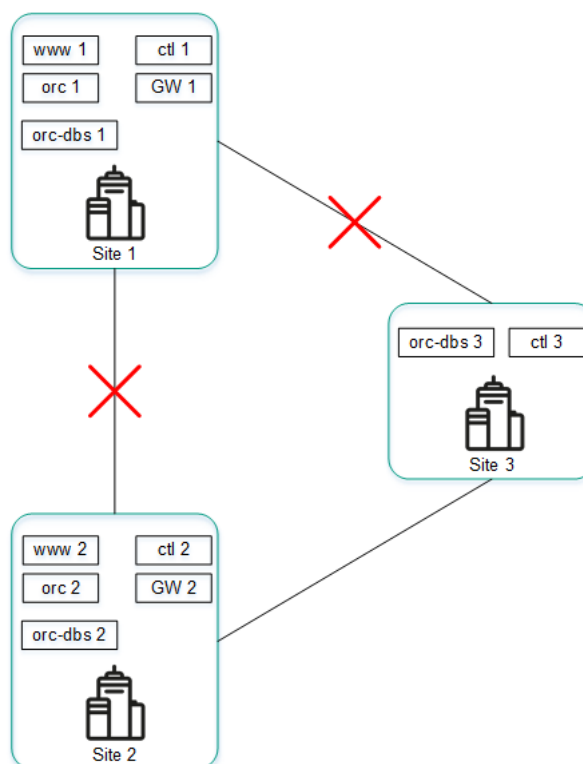 www 1
ctl 1
orc 1
GW 1
orc-dbs 1
Site 1
orc-dbs 3
ctl 3
Site 3
www 2
ctl 2
orc 2
GW 2
orc-dbs 2
Site 2